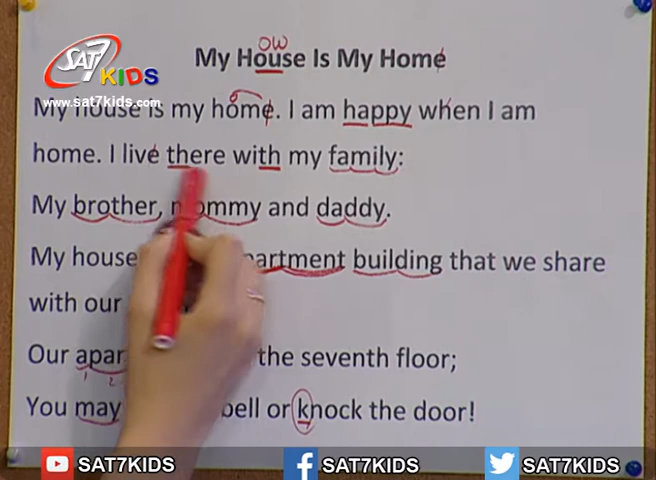 ow
My House Is My Home
SAT7 KIDS
www.sat7kids.com
My house is my home. I am happy when I am
home. I live there with my family:
My brother, mommy and daddy.
My house partment building that we share
with our
Our apar the seventh floor;
1 2
You may bell or knock the door!
SAT7KIDS SAT7KIDS SAT7KIDS